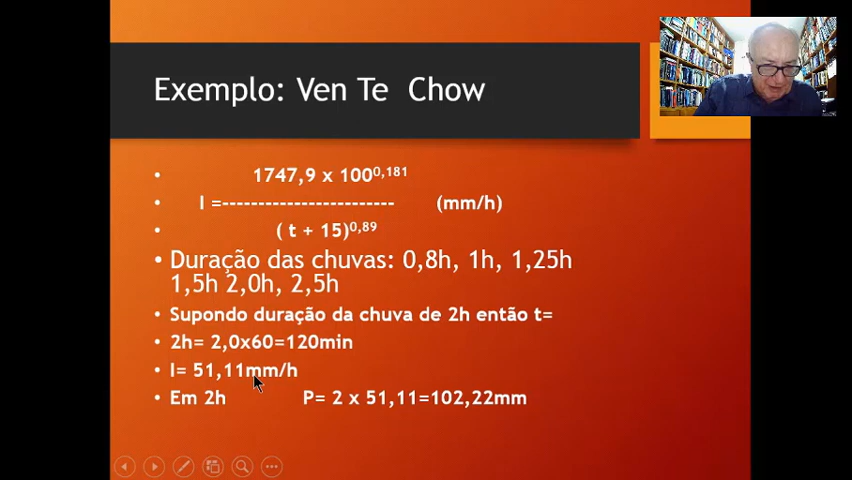 Exemplo: Ven Te Chow
• 1747,9 x 100^0,181
• I =------------------------ (mm/h)
• ( t + 15)^0,89
• Duração das chuvas: 0,8h, 1h, 1,25h
1,5h 2,0h, 2,5h
• Supondo duração da chuva de 2h então t=
• 2h= 2,0x60=120min
• I= 51,11mm/h
• Em 2h P= 2 x 51,11=102,22mm